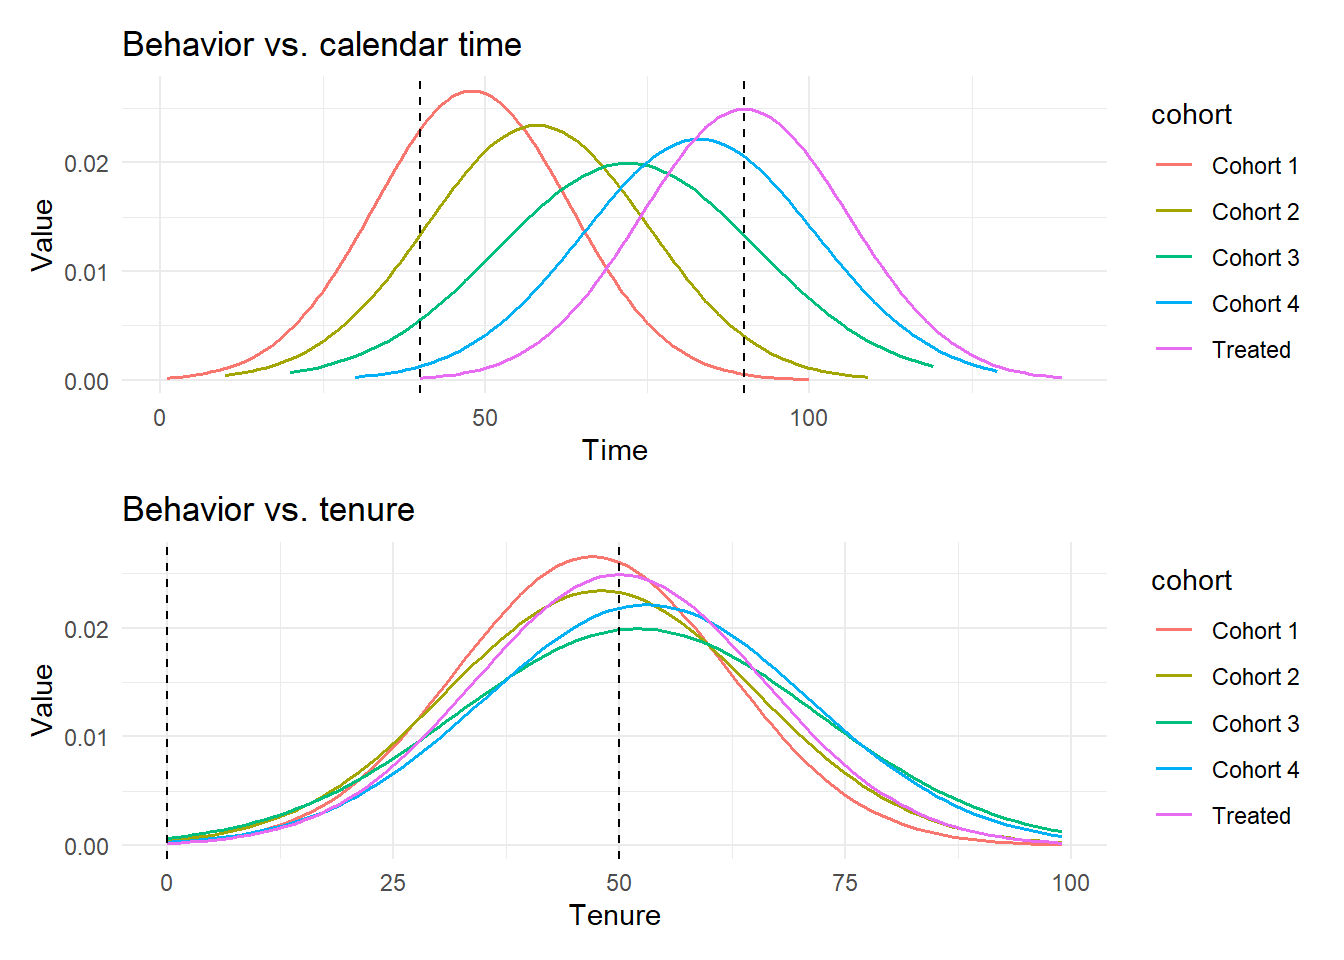 Behavior vs. calendar time
Value
0.02
0.01
0.00
0 50 100
Time
cohort
Cohort 1
Cohort 2
Cohort 3
Cohort 4
Treated
Behavior vs. tenure
Value
0.02
0.01
0.00
0 25 50 75 100
Tenure
cohort
Cohort 1
Cohort 2
Cohort 3
Cohort 4
Treated